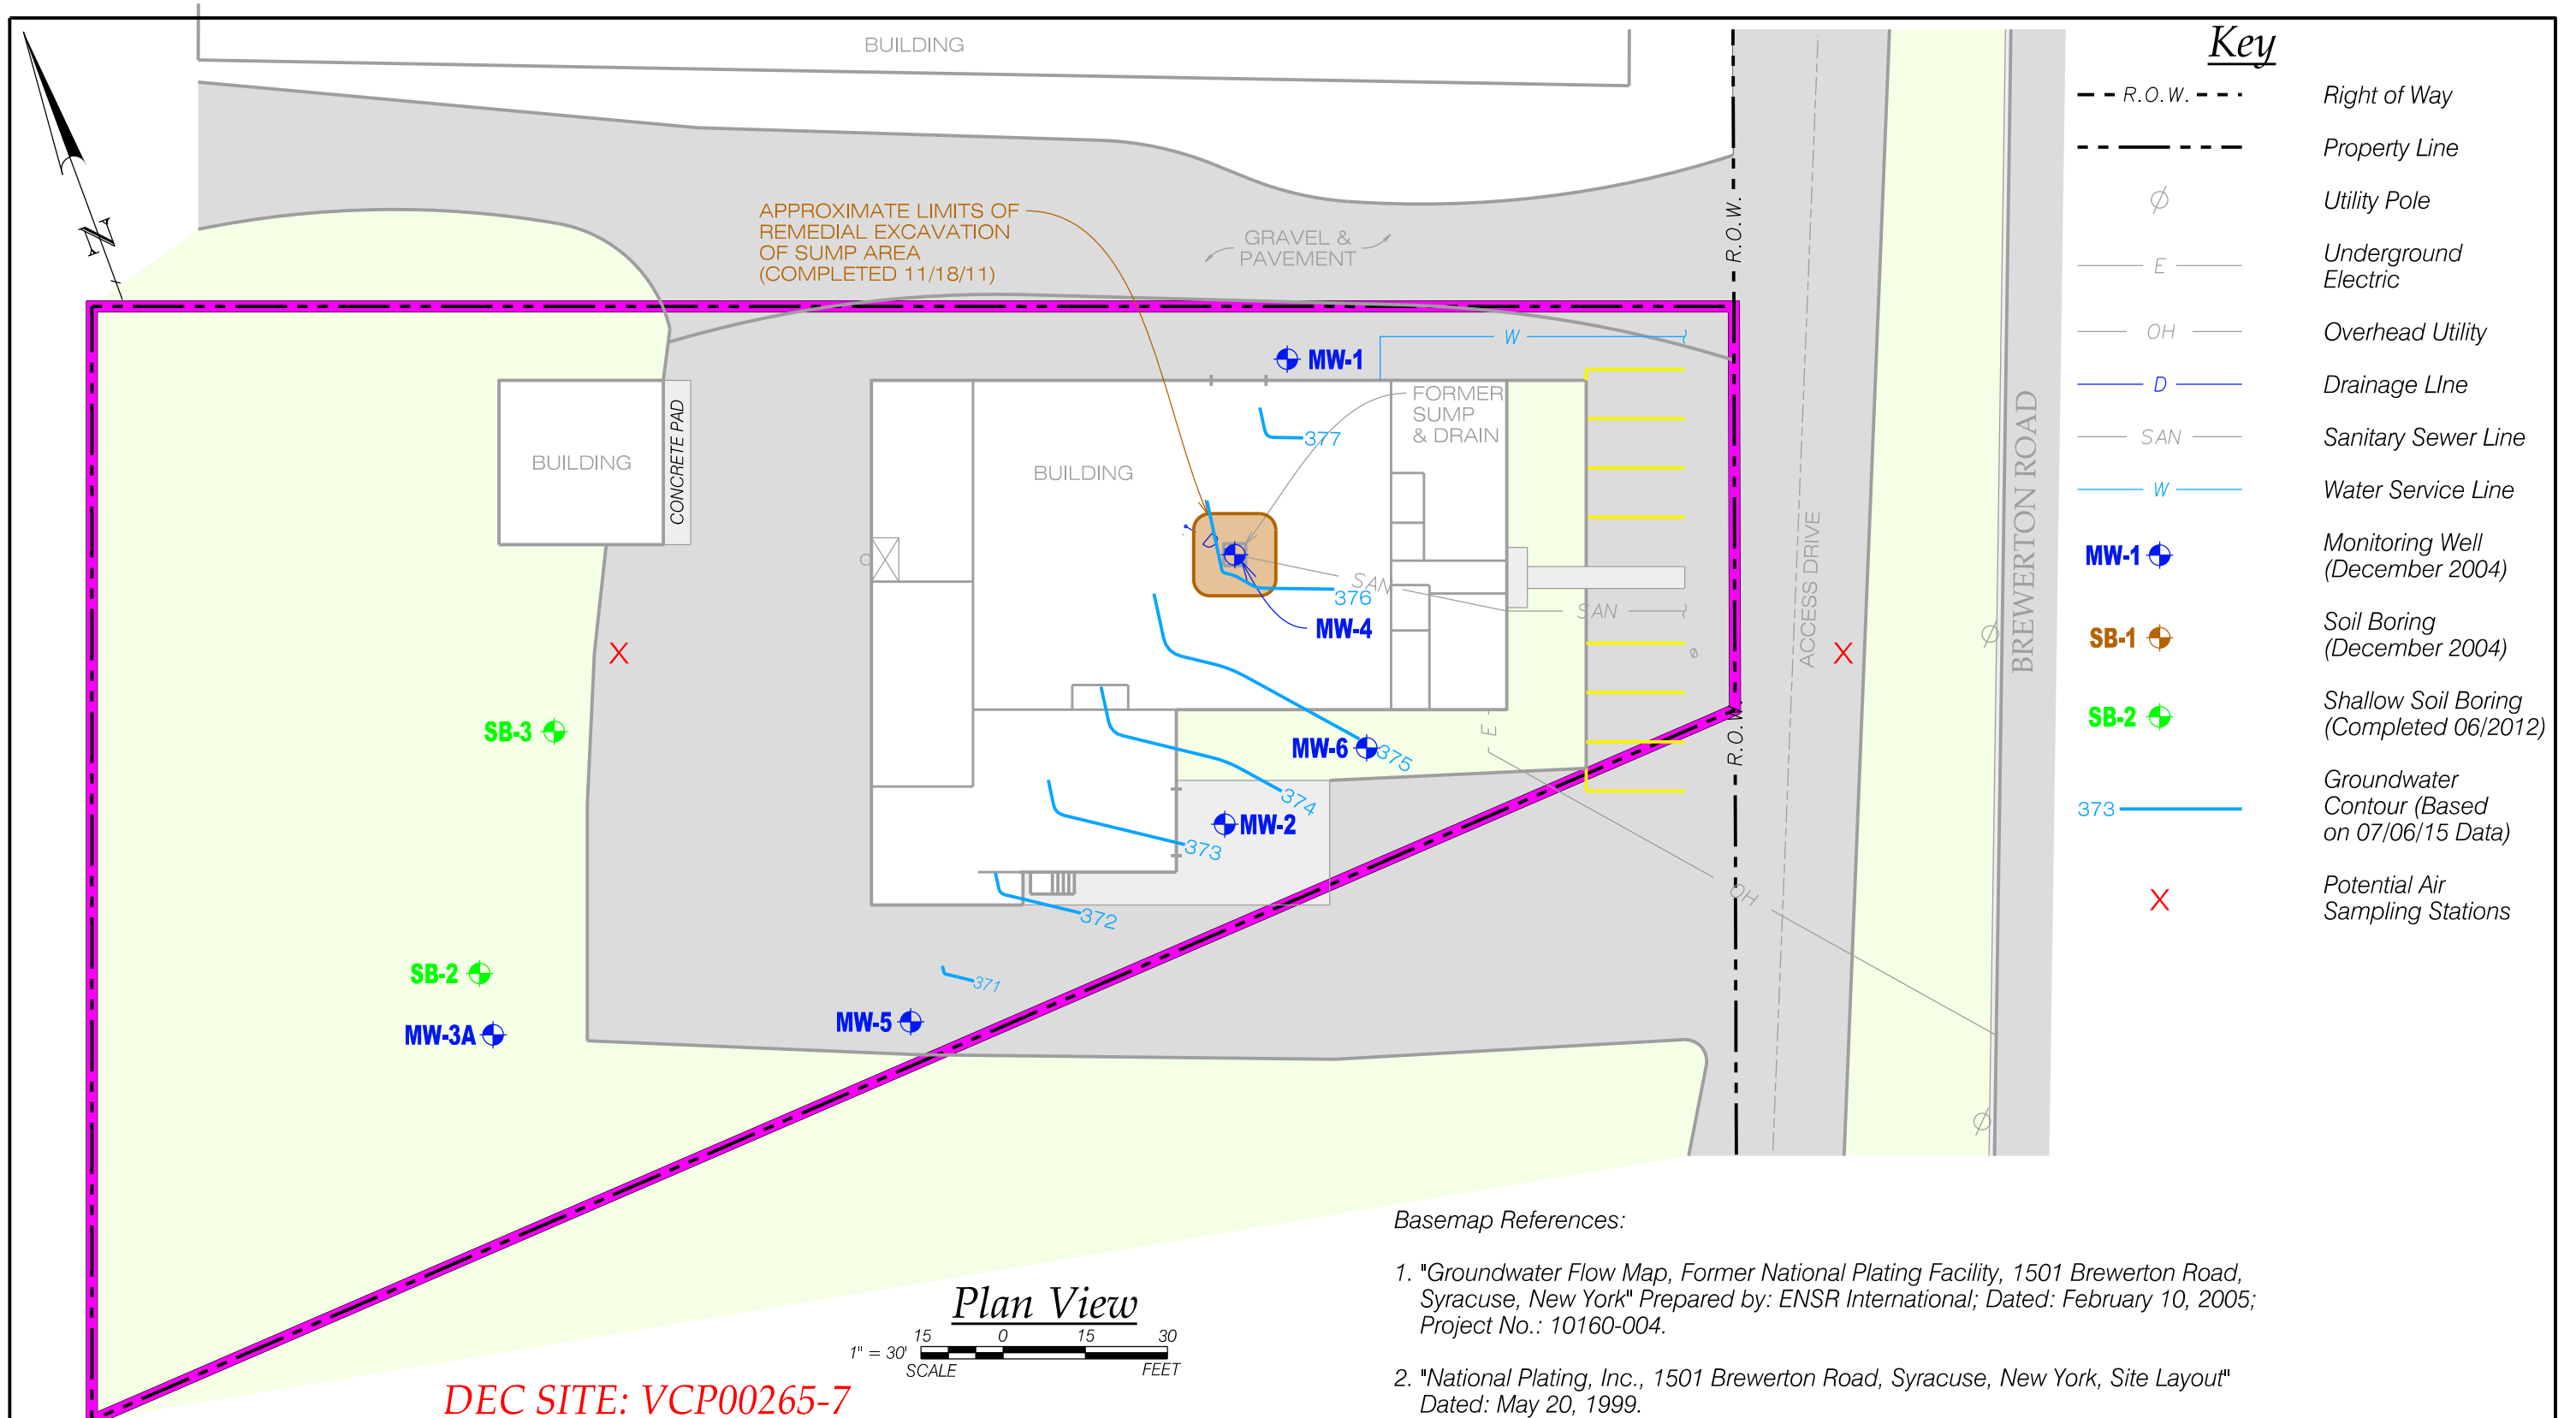 BUILDING
Key
R.O.W.
Right of Way
Property Line
Utility Pole
E
Underground
Electric
OH
Overhead Utility
D
Drainage LIne
SAN
Sanitary Sewer Line
W
Water Service Line
MW-1
Monitoring Well
(December 2004)
SB-1
Soil Boring
(December 2004)
SB-2
Shallow Soil Boring
(Completed 06/2012)
373
Groundwater
Contour (Based
on 07/06/15 Data)
X
Potential Air
Sampling Stations
N
APPROXIMATE LIMITS OF
REMEDIAL EXCAVATION
OF SUMP AREA
(COMPLETED 11/18/11)
GRAVEL &
PAVEMENT
R.O.W.
W
MW-1
FORMER
SUMP
& DRAIN
377
BUILDING
CONCRETE PAD
BUILDING
BREWERTON ROAD
ACCESS DRIVE
D
SAN
376
SAN
MW-4
X
X
SB-3
E
R.O.W.
MW-6
375
374
MW-2
373
OH
372
371
SB-2
MW-5
MW-3A
Basemap References:
1. "Groundwater Flow Map, Former National Plating Facility, 1501 Brewerton Road,
Syracuse, New York" Prepared by: ENSR International; Dated: February 10, 2005;
Project No.: 10160-004.
2. "National Plating, Inc., 1501 Brewerton Road, Syracuse, New York, Site Layout"
Dated: May 20, 1999.
Plan View
15 0 15 30
1" = 30'
SCALE FEET
DEC SITE: VCP00265-7